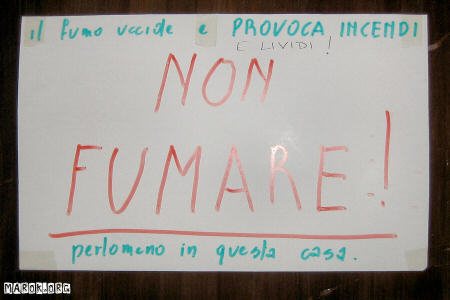 il fumo uccide e PROVOCA INCENDI
E LIVIDI !
NON
FUMARE!
perlomeno in questa casa.
MAROK.ORG